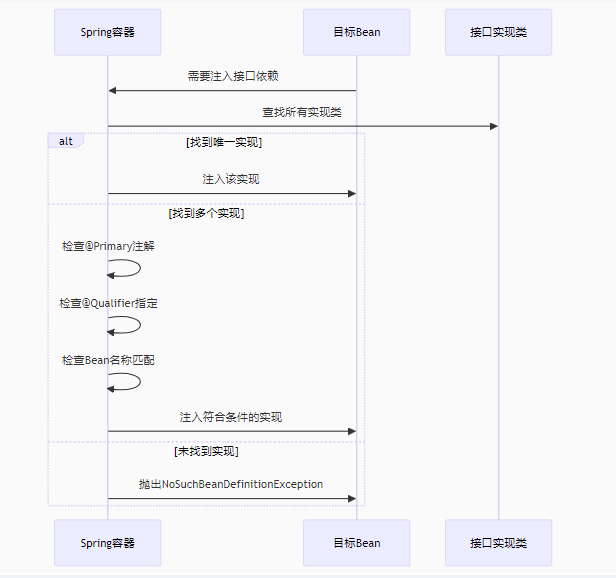 Spring容器
目标Bean
接口实现类
需要注入接口依赖
查找所有实现类
alt
[找到唯一实现]
注入该实现
[找到多个实现]
检查@Primary注解
检查@Qualifier指定
检查Bean名称匹配
注入符合条件的实现
[未找到实现]
抛出NoSuchBeanDefinitionException
Spring容器
目标Bean
接口实现类